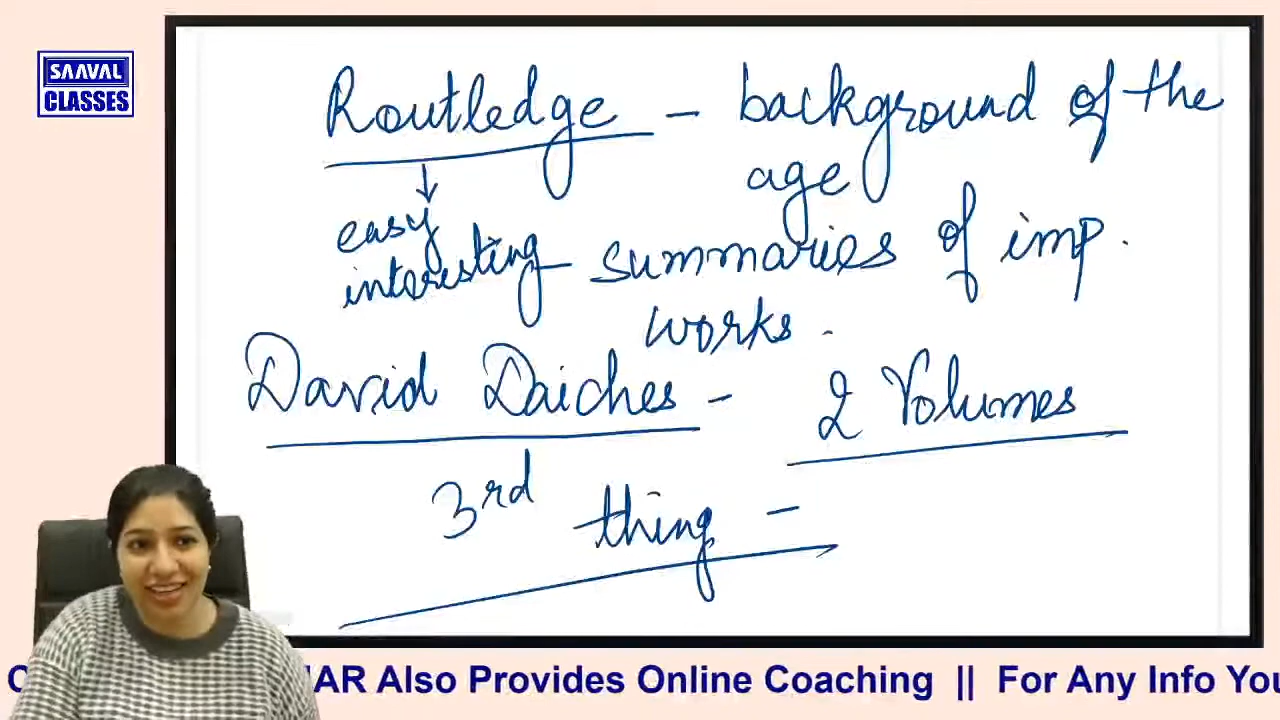 SAAVAL
CLASSES
Routledge - background of the
age
easy
interesting - summaries of imp.
works.
David Daiches - 2 Volumes
3rd thing -
AR Also Provides Online Coaching || For Any Info You